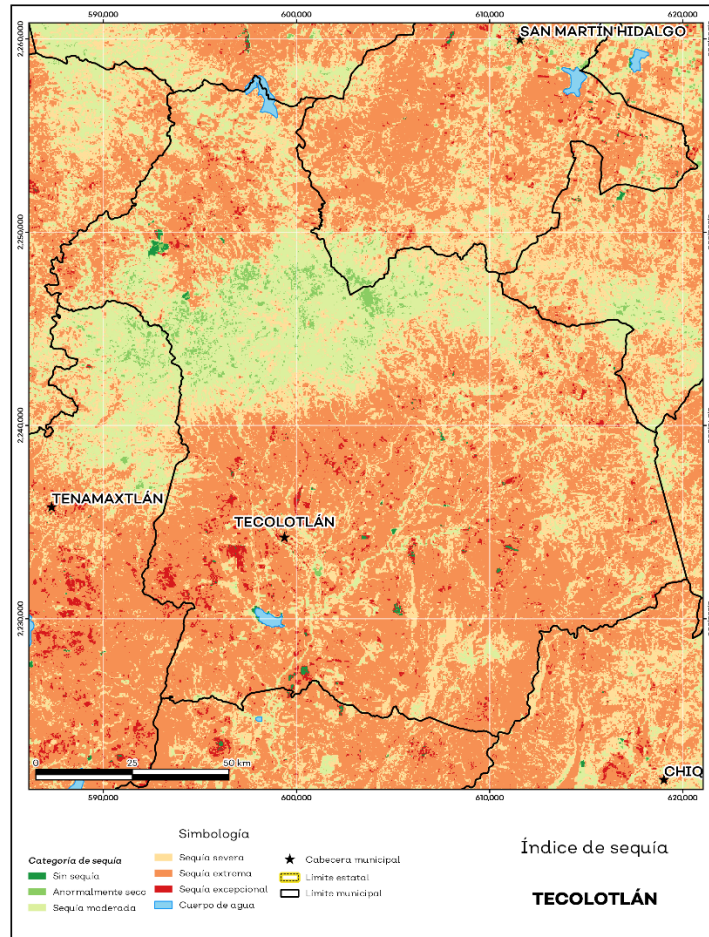 590,000
600,000
610,000
620,000
2,260,000
SAN MARTÍN HIDALGO
2,250,000
2,240,000
TENAMAXTLÁN
TECOLOTLÁN
2,230,000
CHIQ
0
25
50 km
590,000
600,000
610,000
620,000
Simbología
Categoría de sequía
Sin sequía
Anormalmente seco
Sequía moderada
Sequía severa
Sequía extrema
Sequía excepcional
Cuerpo de agua
Cabecera municipal
Límite estatal
Límite municipal
Índice de sequía
TECOLOTLÁN